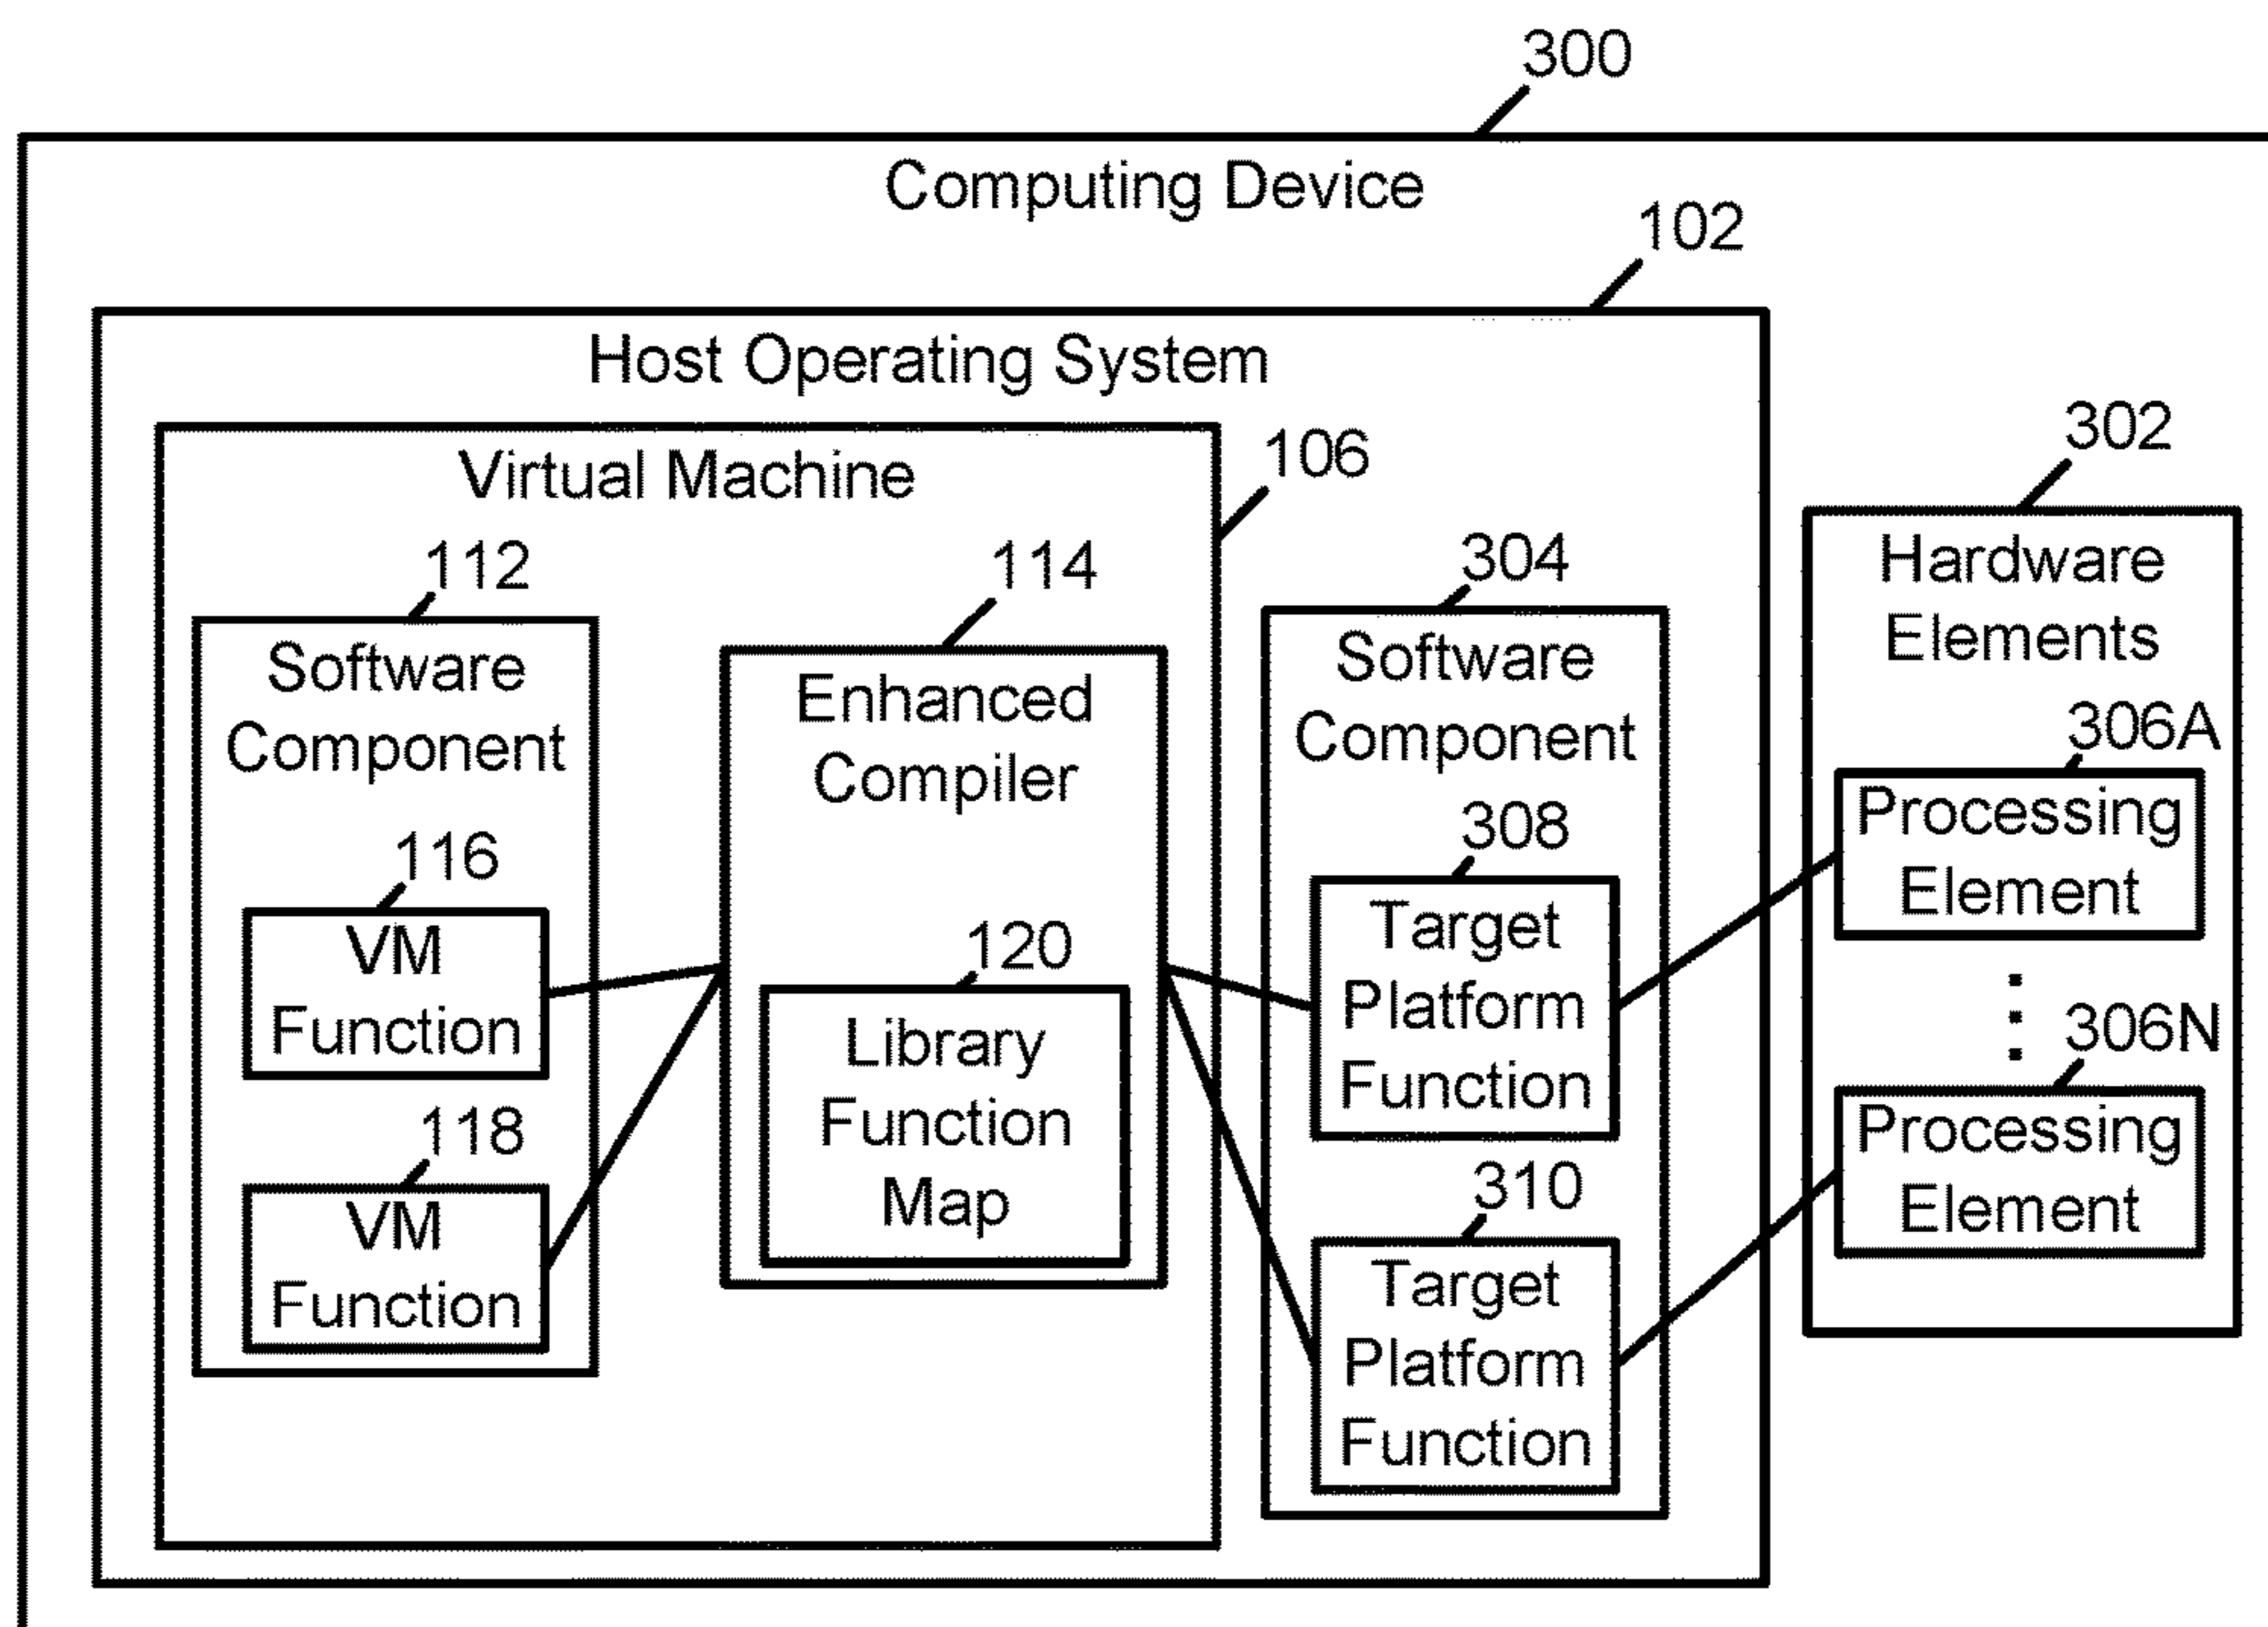 300
Computing Device
102
Host Operating System
106
Virtual Machine
112
Software
Component
116
VM
Function
118
VM
Function
114
Enhanced
Compiler
120
Library
Function
Map
304
Software
Component
308
Target
Platform
Function
310
Target
Platform
Function
302
Hardware
Elements
306A
Processing
Element
306N
Processing
Element